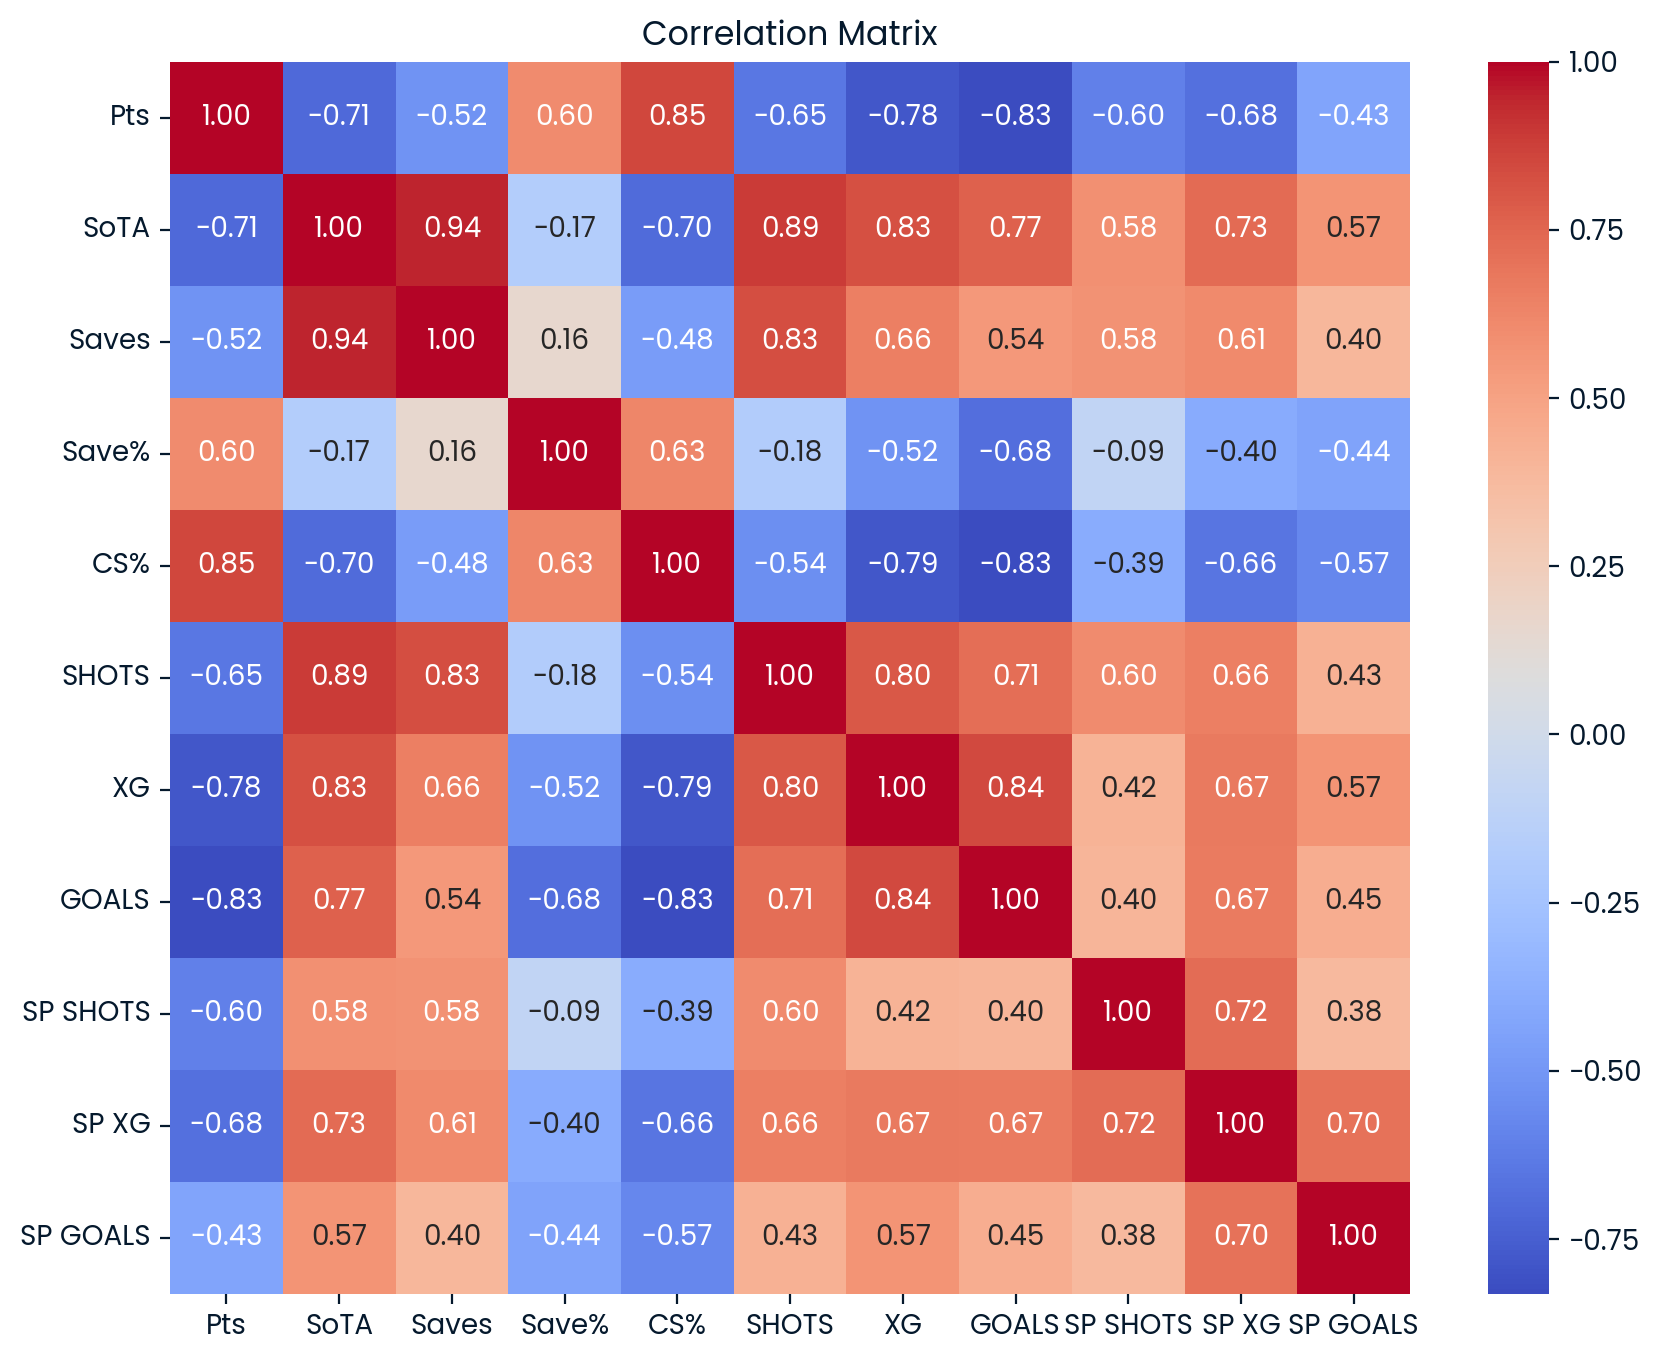 Correlation Matrix
Pts 1.00 −0.71 −0.52 0.60 0.85 −0.65 −0.78 −0.83 −0.60 −0.68 −0.43
SoTA −0.71 1.00 0.94 −0.17 −0.70 0.89 0.83 0.77 0.58 0.73 0.57
Saves −0.52 0.94 1.00 0.16 −0.48 0.83 0.66 0.54 0.58 0.61 0.40
Save% 0.60 −0.17 0.16 1.00 0.63 −0.18 −0.52 −0.68 −0.09 −0.40 −0.44
CS% 0.85 −0.70 −0.48 0.63 1.00 −0.54 −0.79 −0.83 −0.39 −0.66 −0.57
SHOTS −0.65 0.89 0.83 −0.18 −0.54 1.00 0.80 0.71 0.60 0.66 0.43
XG −0.78 0.83 0.66 −0.52 −0.79 0.80 1.00 0.84 0.42 0.67 0.57
GOALS −0.83 0.77 0.54 −0.68 −0.83 0.71 0.84 1.00 0.40 0.67 0.45
SP SHOTS −0.60 0.58 0.58 −0.09 −0.39 0.60 0.42 0.40 1.00 0.72 0.38
SP XG −0.68 0.73 0.61 −0.40 −0.66 0.66 0.67 0.67 0.72 1.00 0.70
SP GOALS −0.43 0.57 0.40 −0.44 −0.57 0.43 0.57 0.45 0.38 0.70 1.00
Pts SoTA Saves Save% CS% SHOTS XG GOALS SP SHOTS SP XG SP GOALS
1.00
0.75
0.50
0.25
0.00
−0.25
−0.50
−0.75